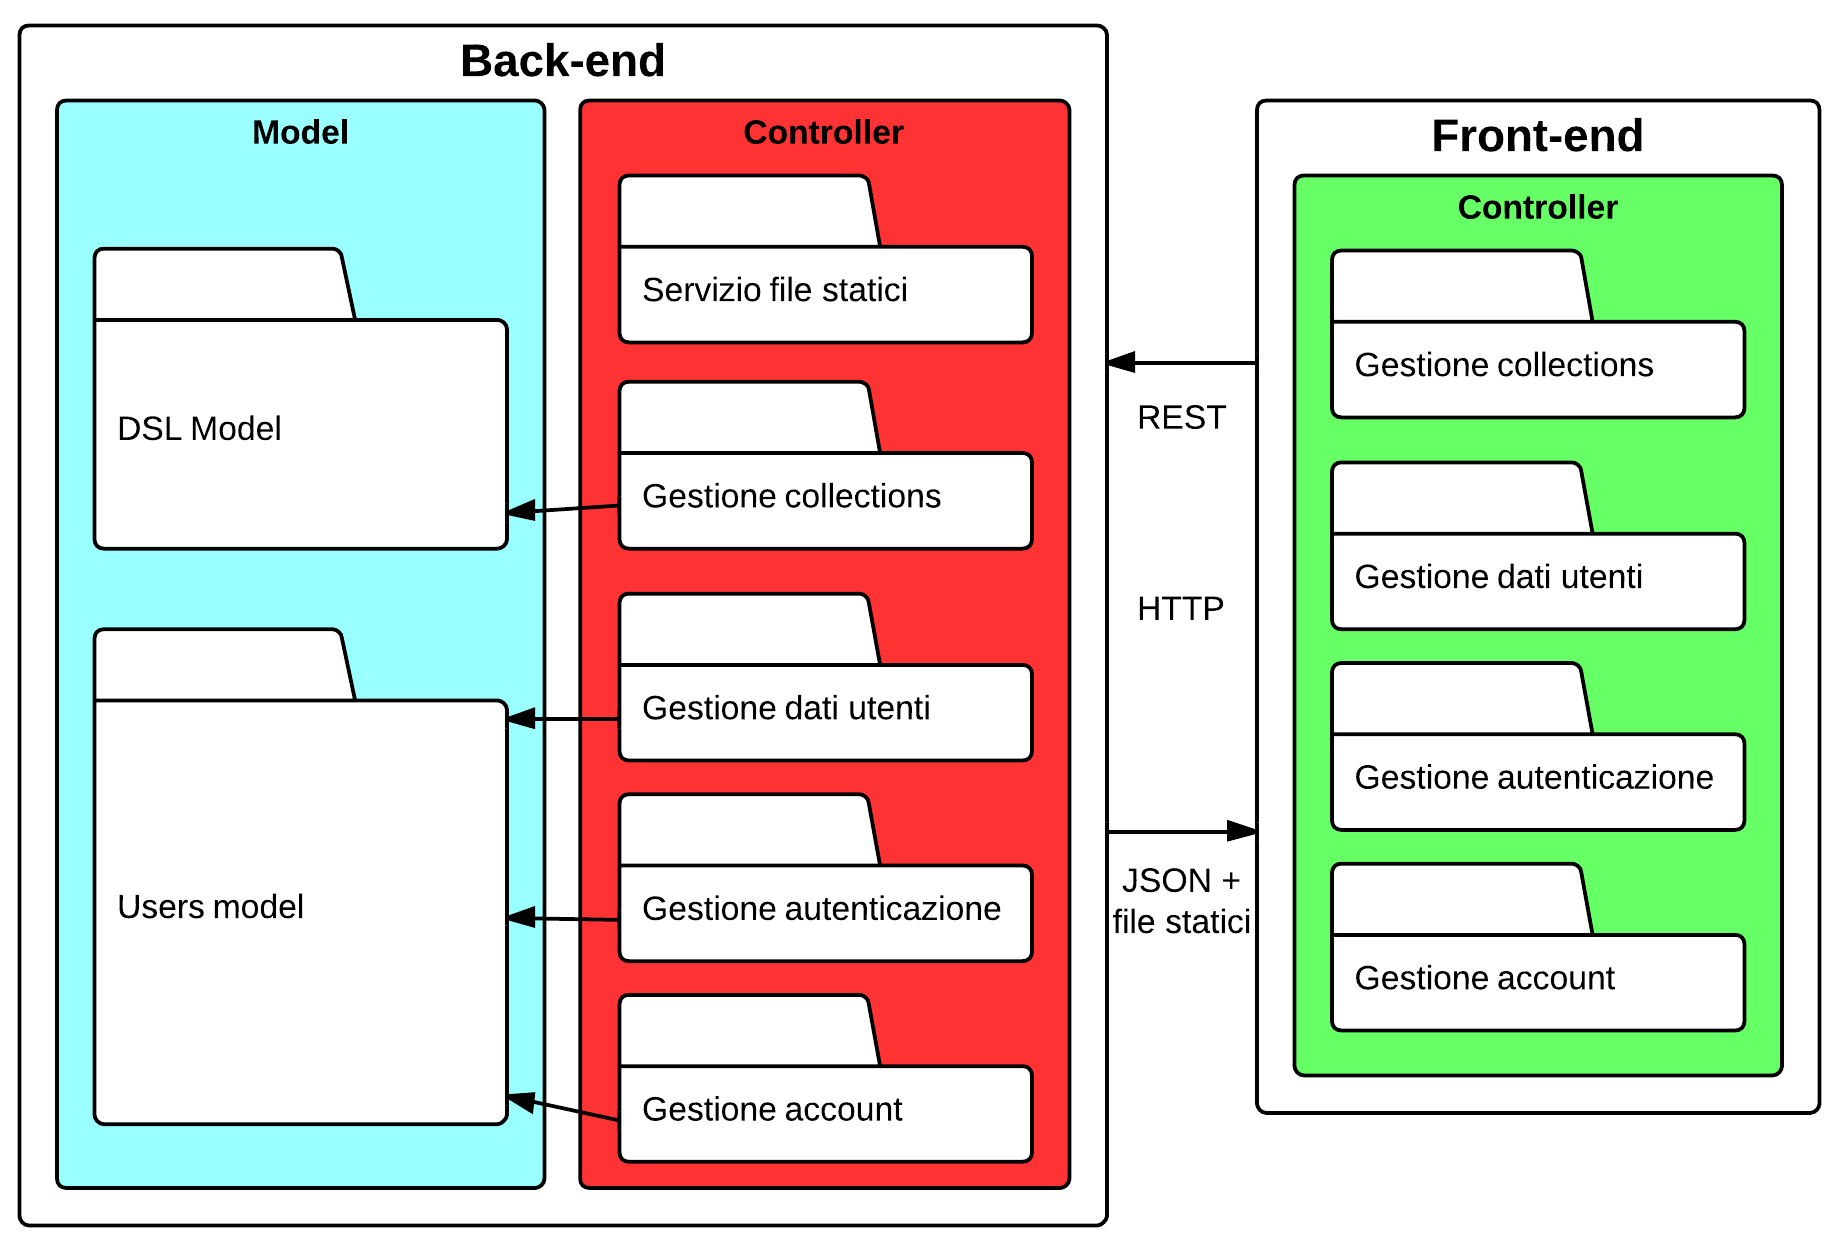 Back-end
Model
DSL Model
Users model
Controller
Servizio file statici
Gestione collections
Gestione dati utenti
Gestione autenticazione
Gestione account
REST
HTTP
JSON +
file statici
Front-end
Controller
Gestione collections
Gestione dati utenti
Gestione autenticazione
Gestione account